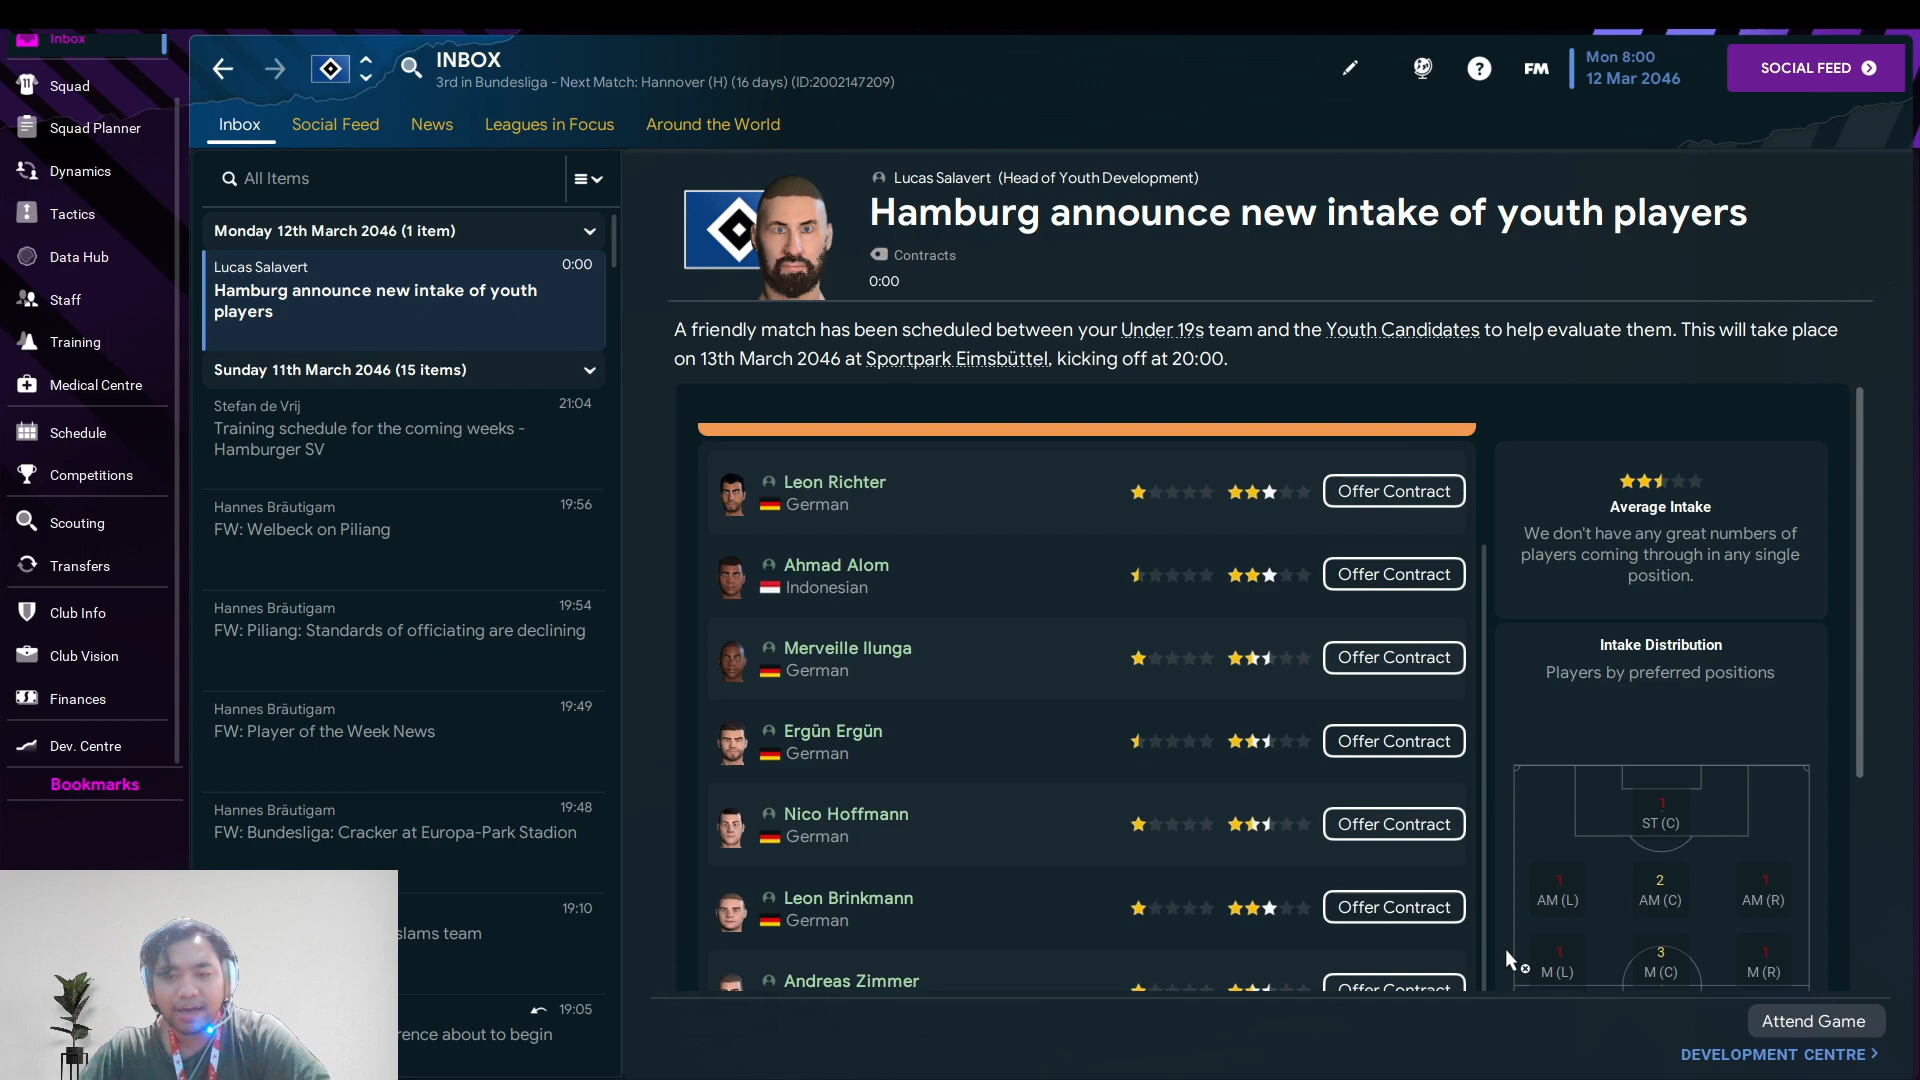 Inbox
Squad
Squad Planner
Dynamics
Tactics
Data Hub
Staff
Training
Medical Centre
Schedule
Competitions
Scouting
Transfers
Club Info
Club Vision
Finances
Dev. Centre
Bookmarks
INBOX
3rd in Bundesliga - Next Match: Hannover (H) (16 days) (ID:2002147209)
?
FM
Mon 8:00
12 Mar 2046
SOCIAL FEED
Inbox
Social Feed
News
Leagues in Focus
Around the World
All Items
Monday 12th March 2046 (1 item)
Lucas Salavert
0:00
Hamburg announce new intake of youth
players
Sunday 11th March 2046 (15 items)
Stefan de Vrij
21:04
Training schedule for the coming weeks -
Hamburger SV
Hannes Bräutigam
19:56
FW: Welbeck on Piliang
Hannes Bräutigam
19:54
FW: Piliang: Standards of officiating are declining
Hannes Bräutigam
19:49
FW: Player of the Week News
Hannes Bräutigam
19:48
FW: Bundesliga: Cracker at Europa-Park Stadion
19:10
slams team
19:05
rence about to begin
Lucas Salavert (Head of Youth Development)
Hamburg announce new intake of youth players
Contracts
0:00
A friendly match has been scheduled between your Under 19s team and the Youth Candidates to help evaluate them. This will take place
on 13th March 2046 at Sportpark Eimsbüttel, kicking off at 20:00.
Leon Richter
German
Offer Contract
Ahmad Alom
Indonesian
Offer Contract
Merveille Ilunga
German
Offer Contract
Ergün Ergün
German
Offer Contract
Nico Hoffmann
German
Offer Contract
Leon Brinkmann
German
Offer Contract
Andreas Zimmer
Offer Contract
Average Intake
We don't have any great numbers of
players coming through in any single
position.
Intake Distribution
Players by preferred positions
1
ST (C)
1
AM (L)
2
AM (C)
1
AM (R)
1
M (L)
3
M (C)
1
M (R)
Attend Game
DEVELOPMENT CENTRE